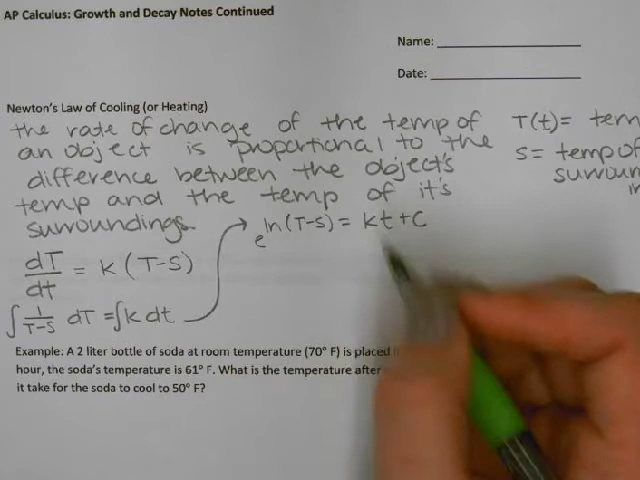 AP Calculus: Growth and Decay Notes Continued
Name:
Date:
Newton's Law of Cooling (or Heating)
the rate of change of the temp of
an object is proportional to the
difference between the object's
temp and the temp of it's
surroundings.
T(t) = tem
S = temp of
surroun
dT/dt = k (T-S)
∫ 1/T-S dT = ∫k dt
e ln(T-S) = kt + C
Example: A 2 liter bottle of soda at room temperature (70° F) is placed
hour, the soda's temperature is 61° F. What is the temperature after
it take for the soda to cool to 50° F?